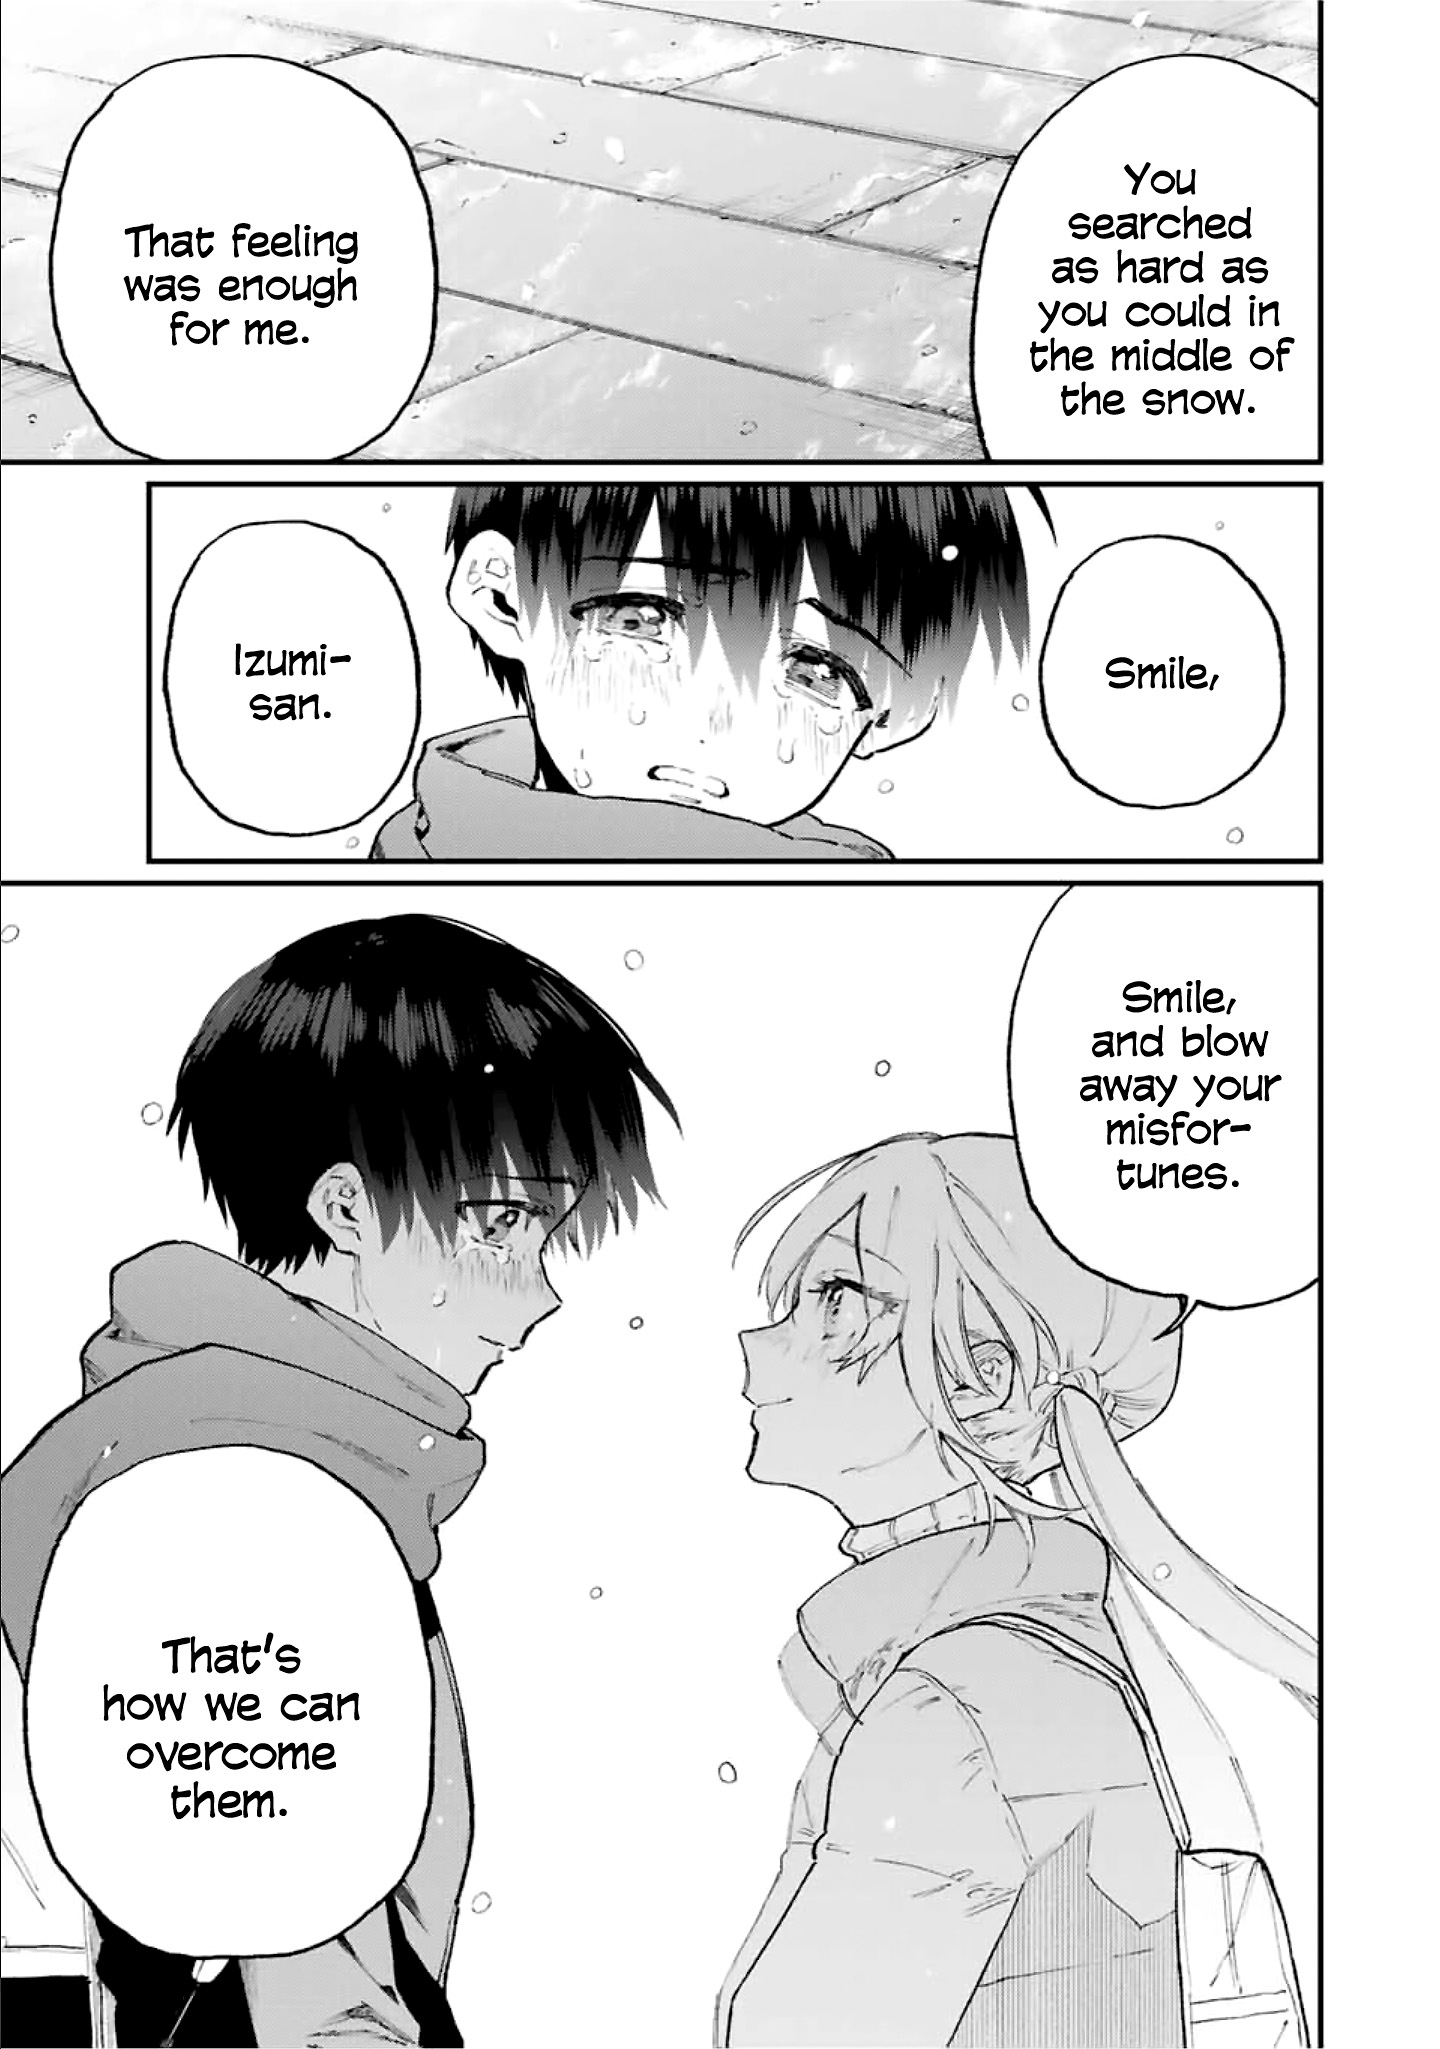 You
searched
as hard as
you could in
the middle of
the snow.
That feeling
was enough
for me.
Smile,
Izumi-
san.
Smile,
and blow
away your
misfor-
tunes.
That's
how we can
overcome
them.